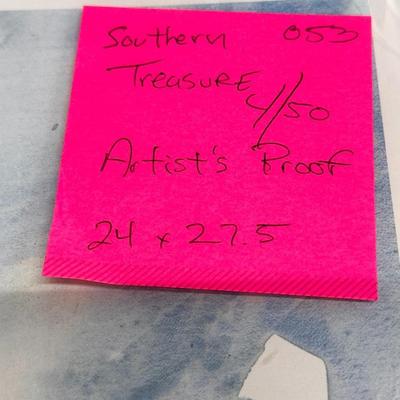 Southern 053
Treasure
4/50
Artist's Proof
24 x 27.5